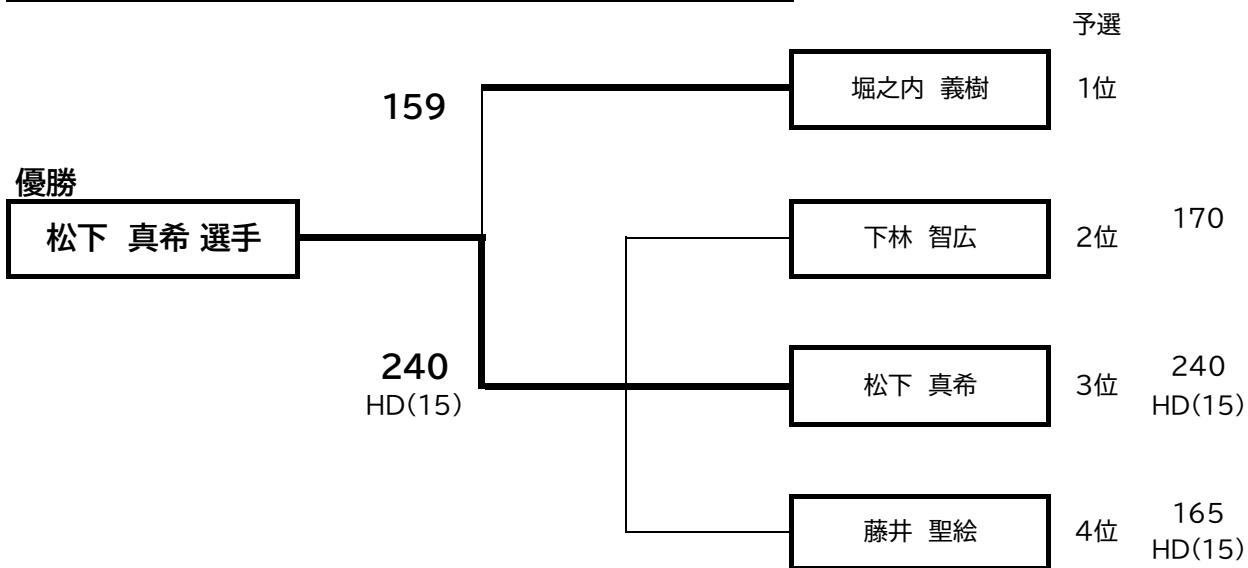 予選
堀之内 義樹 1位
159
優勝
松下 真希 選手
下林 智広 2位 170
240
HD(15)
松下 真希 3位 240
HD(15)
藤井 聖絵 4位 165
HD(15)